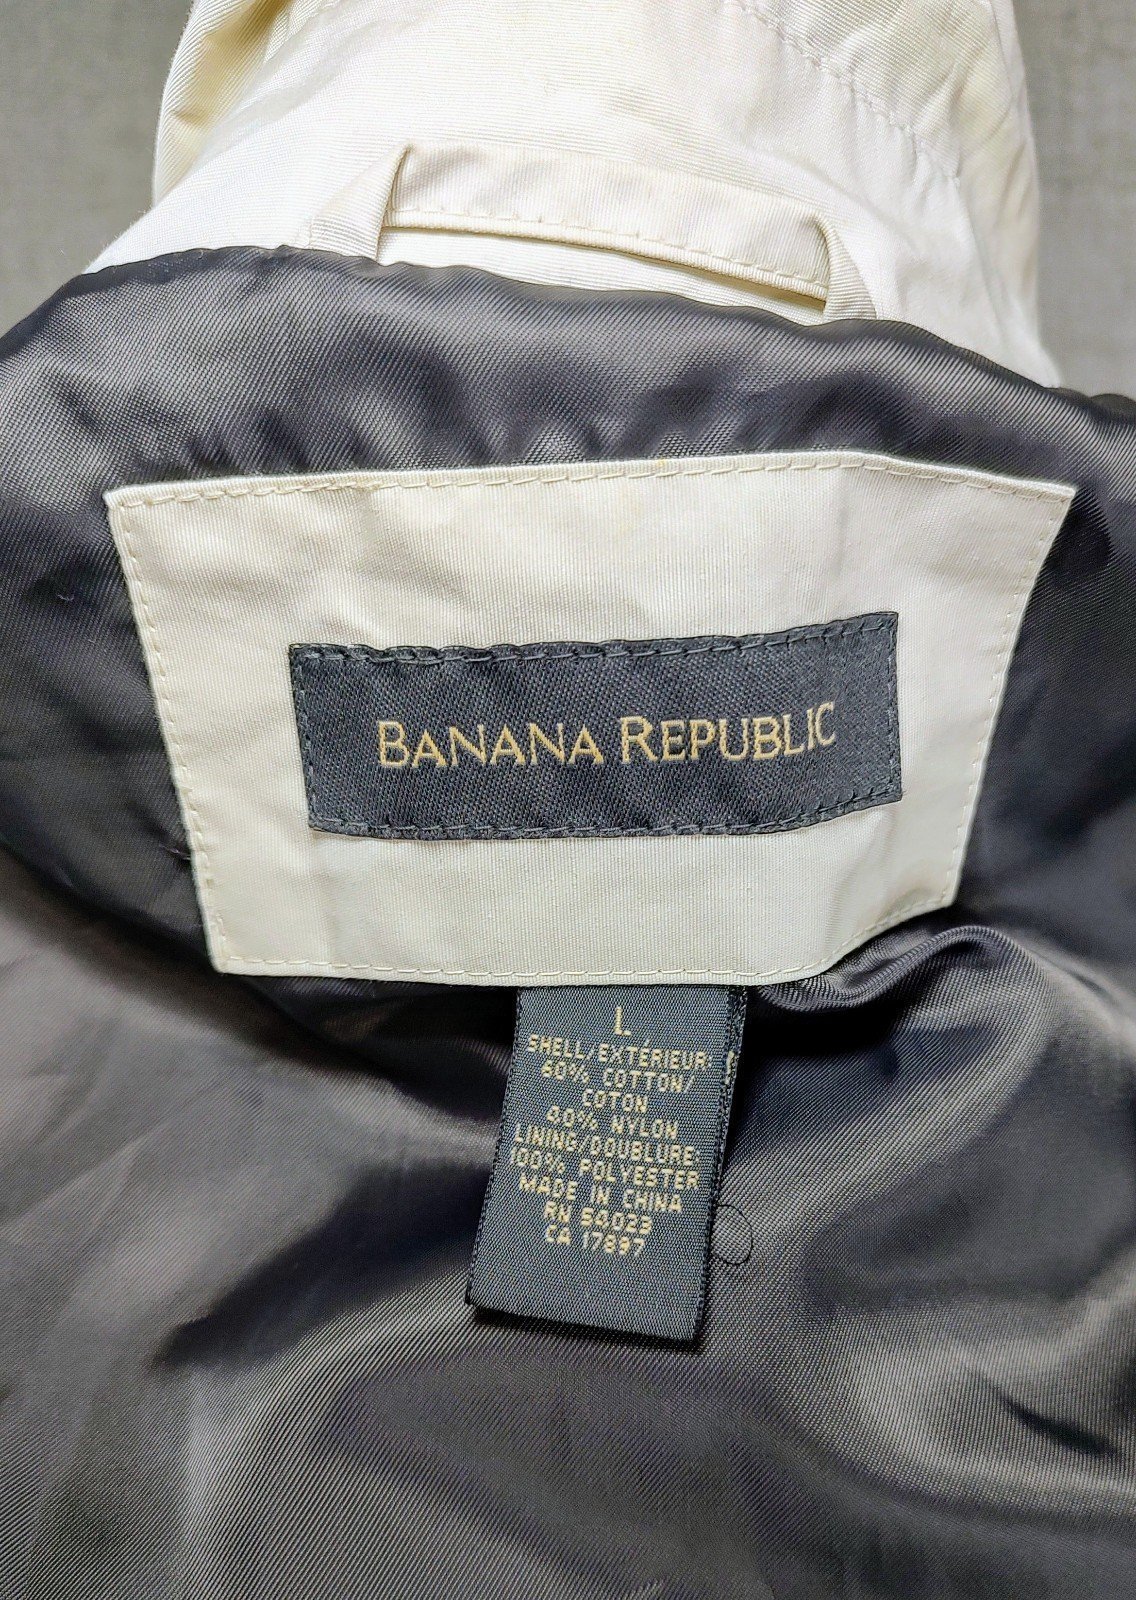 BANANA REPUBLIC
L
SHELL/EXTÉRIEUR
60% COTTON/
COTON
40% NYLON
LINING/DOUBLURE
100% POLYESTER
MADE IN CHINA
RN 54023
CA 17897